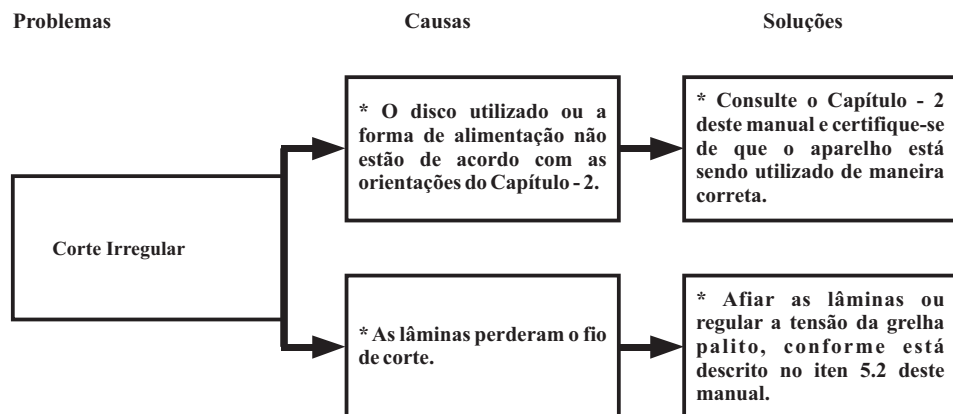 Problemas Causas Soluções
* O disco utilizado ou a
forma de alimentação não
estão de acordo com as
orientações do Capítulo - 2.
* Consulte o Capítulo - 2
deste manual e certifique-se
de que o aparelho está
sendo utilizado de maneira
correta.
Corte Irregular
* As lâminas perderam o fio
de corte.
* Afiar as lâminas ou
regular a tensão da grelha
palito, conforme está
descrito no iten 5.2 deste
manual.